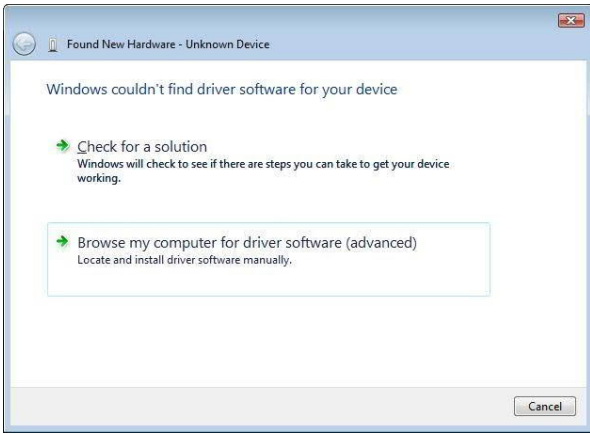 Found New Hardware - Unknown Device
Windows couldn't find driver software for your device
Check for a solution
Windows will check to see if there are steps you can take to get your device
working.
Browse my computer for driver software (advanced)
Locate and install driver software manually.
Cancel